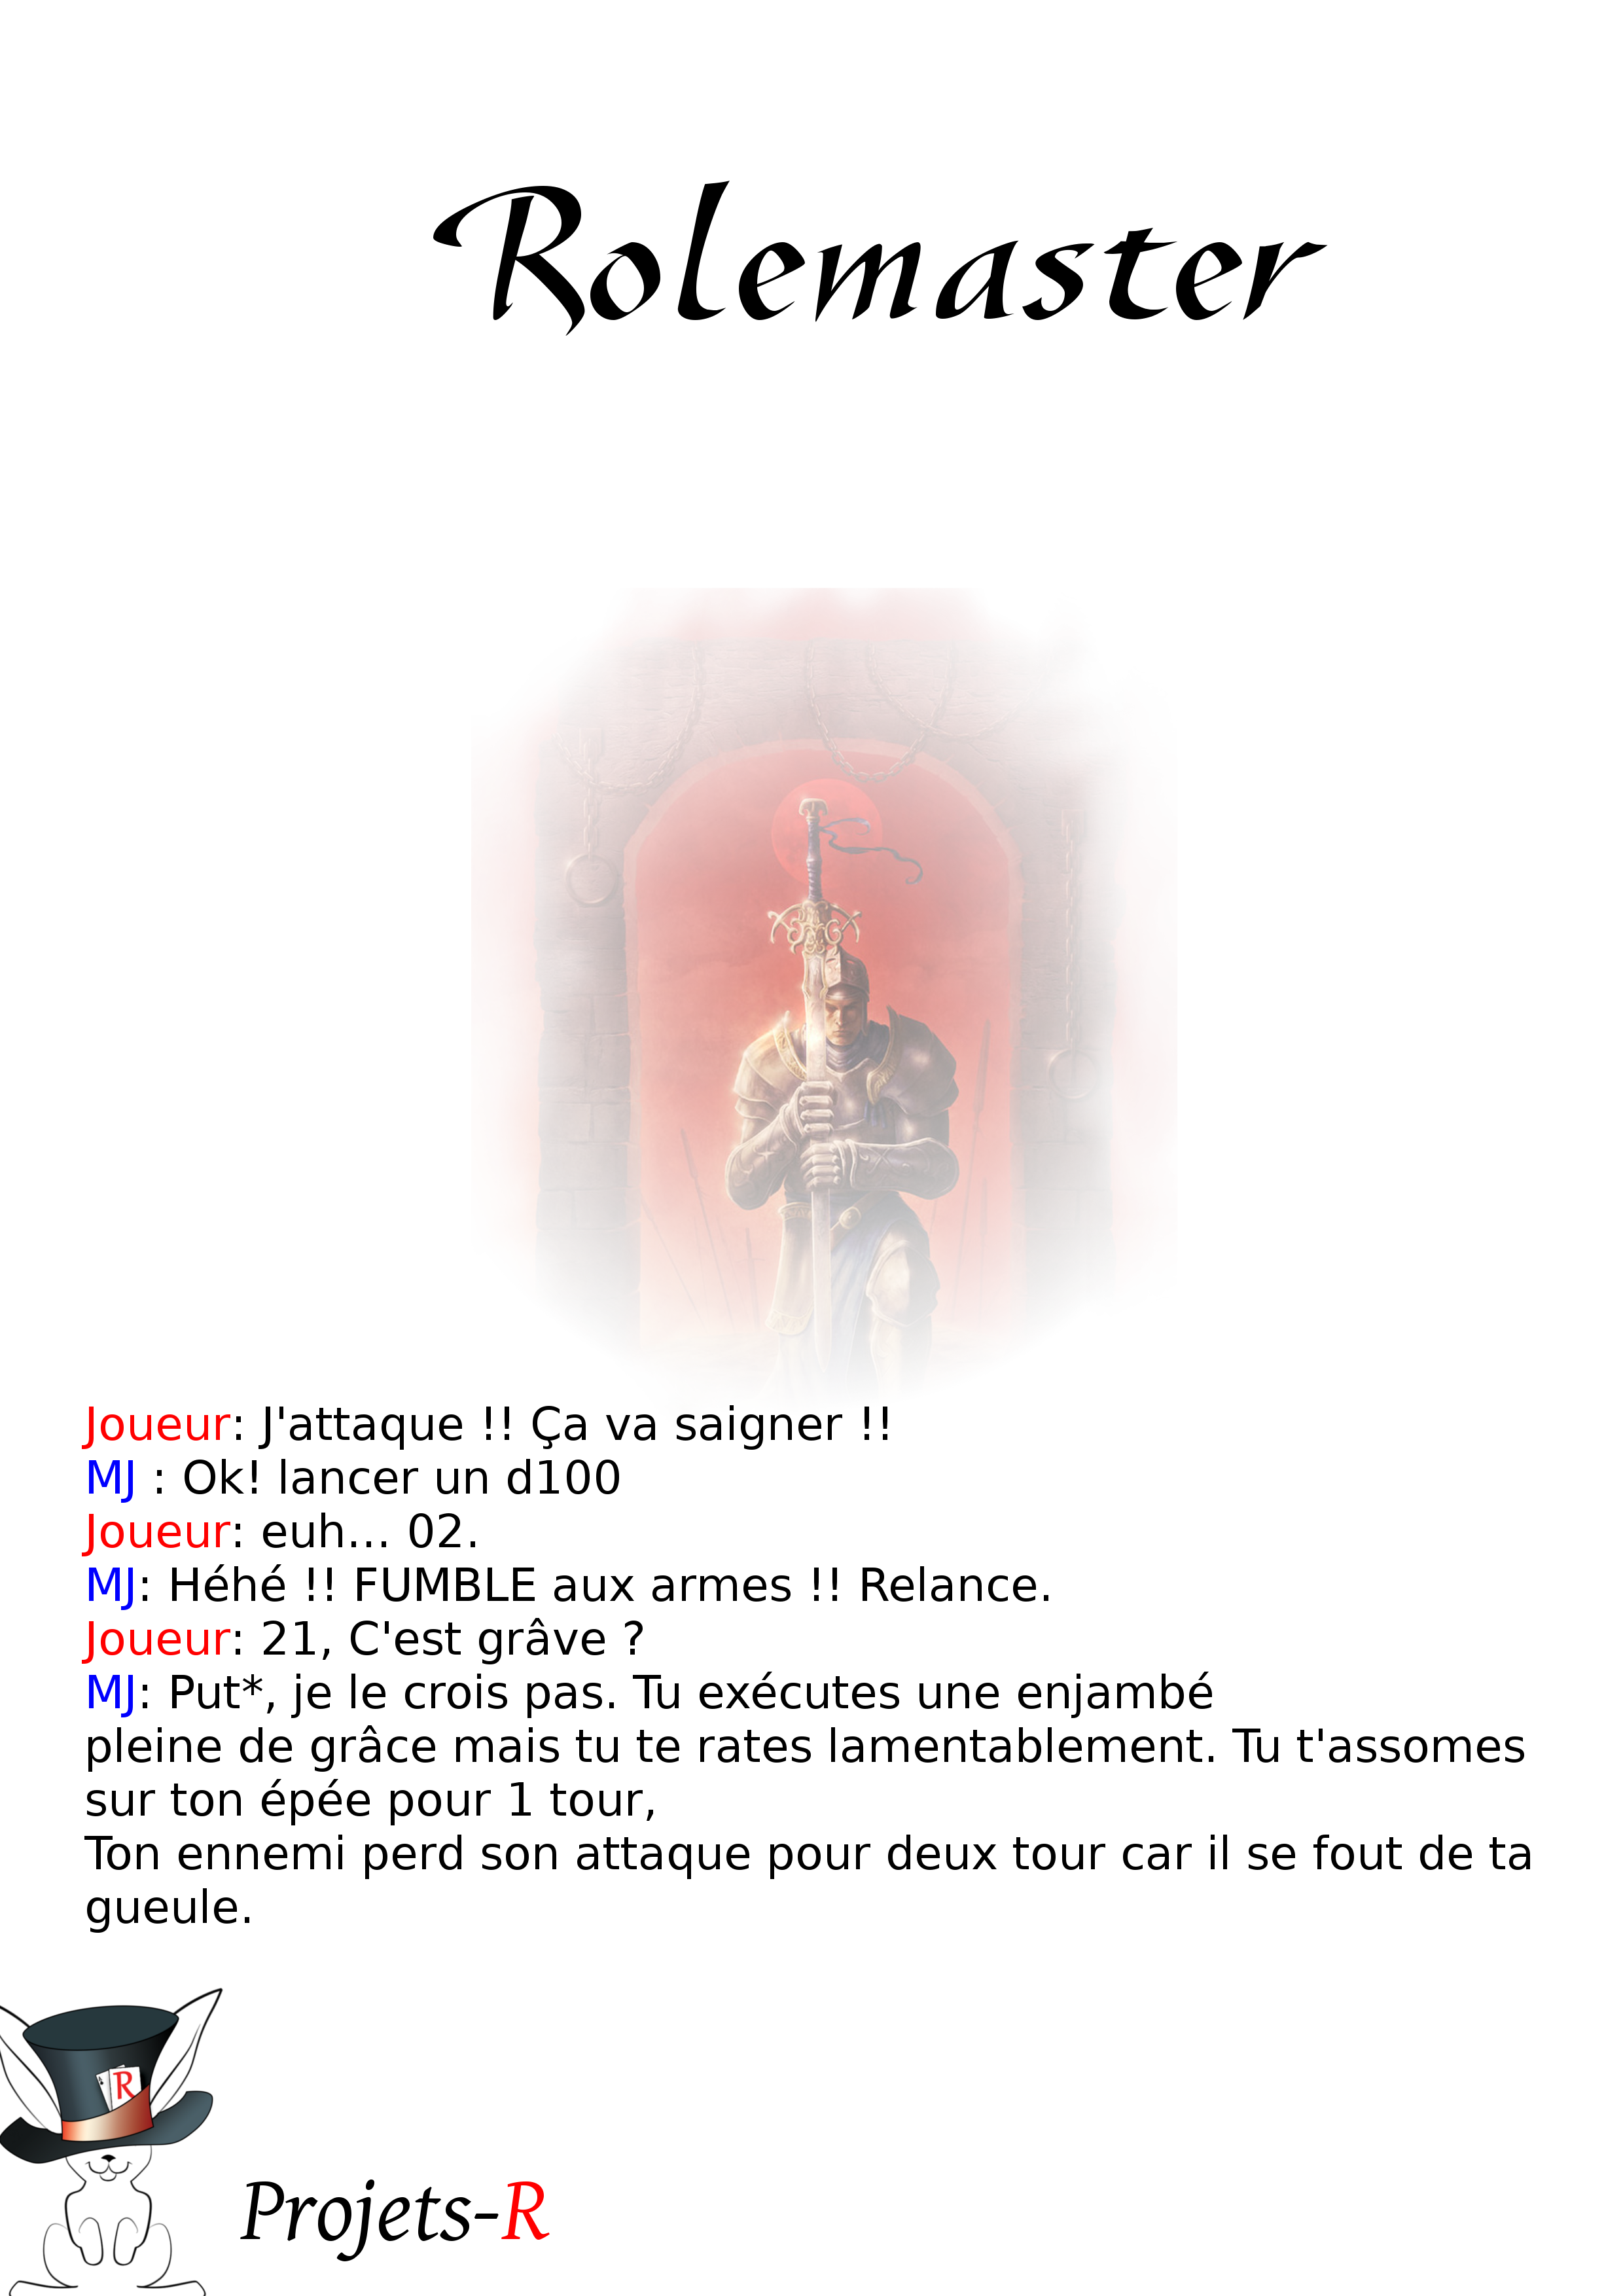 Rolemaster
Joueur: J'attaque !! Ça va saigner !!
MJ : Ok! lancer un d100
Joueur: euh... 02.
MJ: Héhé !! FUMBLE aux armes !! Relance.
Joueur: 21, C'est grâve ?
MJ: Put*, je le crois pas. Tu exécutes une enjambé
pleine de grâce mais tu te rates lamentablement. Tu t'assomes
sur ton épée pour 1 tour,
Ton ennemi perd son attaque pour deux tour car il se fout de ta
gueule.
R
Projets-R